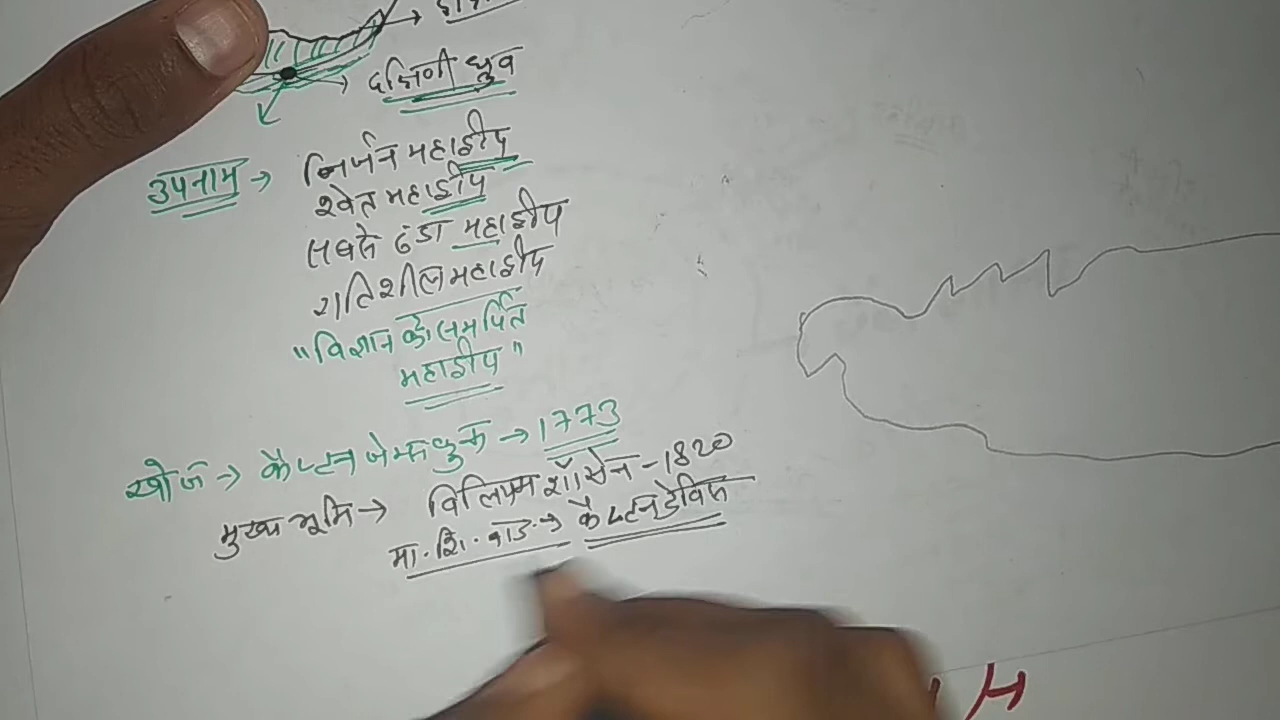 दक्षिणी ध्रुव
उपनाम → निर्जन महाद्वीप
श्वेत महाद्वीप
सबसे ठंडा महाद्वीप
गतिशील महाद्वीप
"विज्ञान को समर्पित
महाद्वीप"
खोज → कैप्टन जेम्स कुक → 1773
मुख्य भूमि → विलियम शॉसेन - 1820
मा. शि. बोर्ड. → कैप्टन डेविस